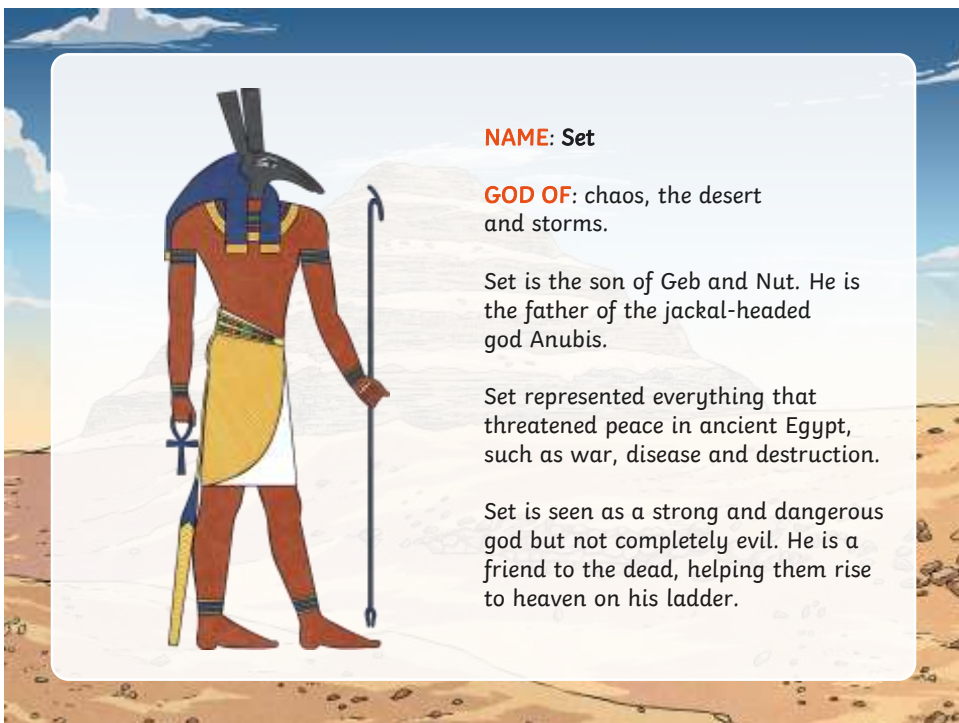 NAME: Set
GOD OF: chaos, the desert
and storms.
Set is the son of Geb and Nut. He is
the father of the jackal-headed
god Anubis.
Set represented everything that
threatened peace in ancient Egypt,
such as war, disease and destruction.
Set is seen as a strong and dangerous
god but not completely evil. He is a
friend to the dead, helping them rise
to heaven on his ladder.